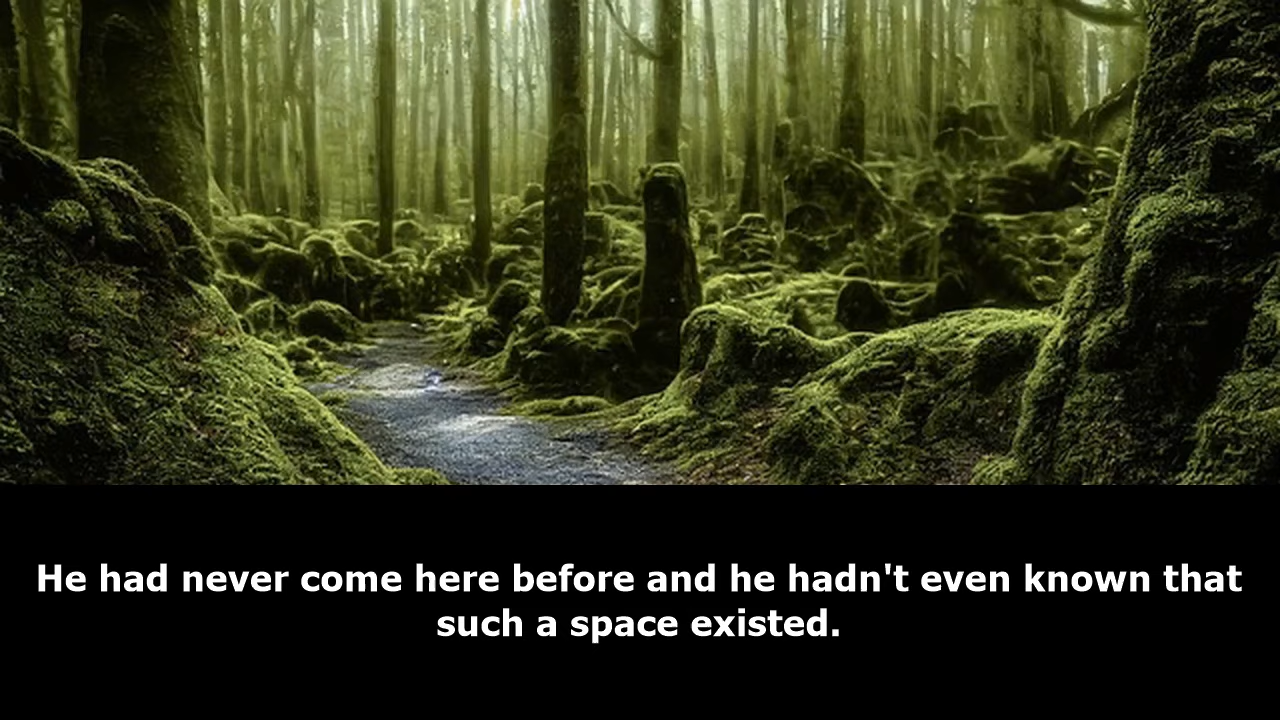 He had never come here before and he hadn't even known that
such a space existed.